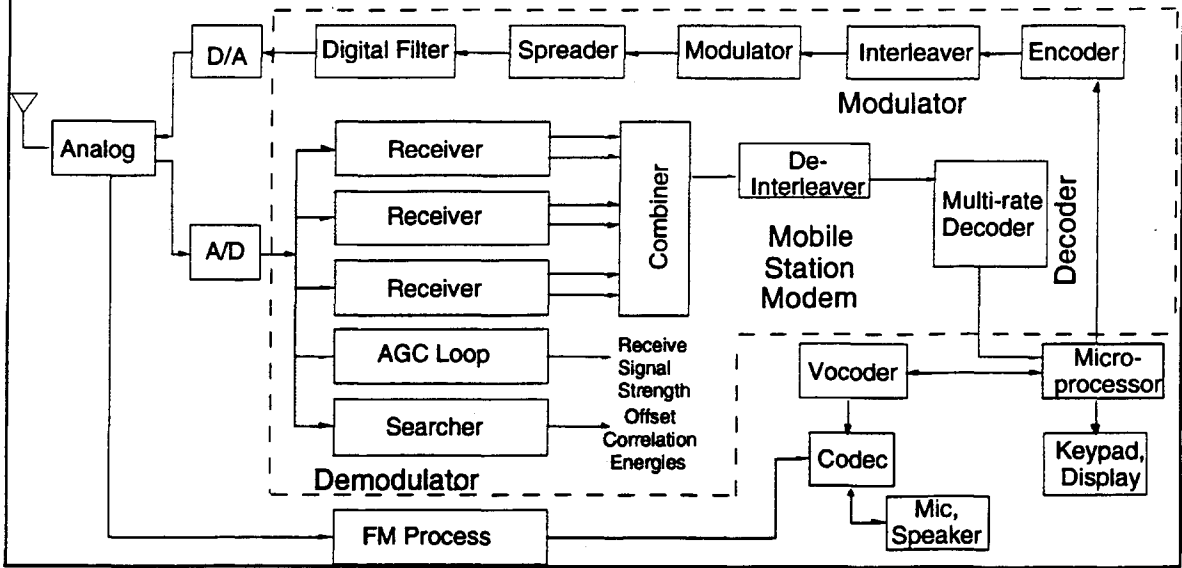 D/A
Digital Filter
Spreader
Modulator
Interleaver
Encoder
Modulator
Analog
Receiver
Receiver
Receiver
Combiner
De-
Interleaver
Multi-rate
Decoder
Decoder
A/D
Mobile
Station
Modem
AGC Loop
Receive
Signal
Strength
Searcher
Offset
Correlation
Energies
Demodulator
Vocoder
Micro-
processor
Codec
Keypad,
Display
Mic,
Speaker
FM Process